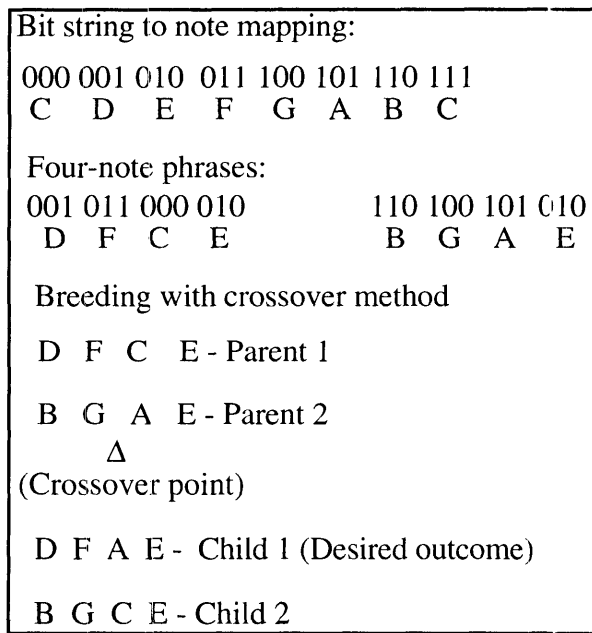 Bit string to note mapping:
000 001 010 011 100 101 110 111
C D E F G A B C
Four-note phrases:
001 011 000 010 110 100 101 010
D F C E B G A E
Breeding with crossover method
D F C E - Parent 1
B G A E - Parent 2
Δ
(Crossover point)
D F A E - Child 1 (Desired outcome)
B G C E - Child 2